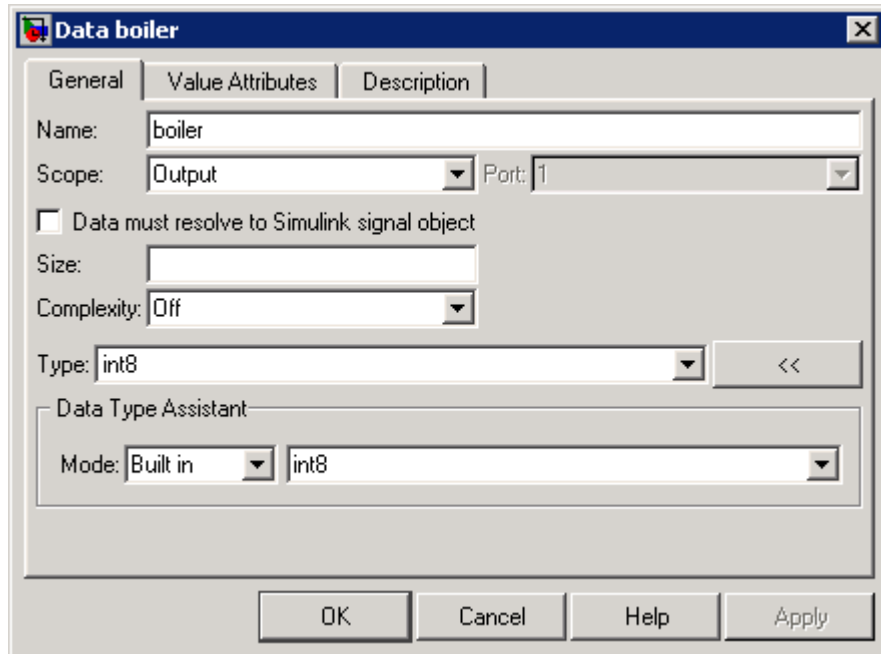 Data boiler
General Value Attributes Description
Name: boiler
Scope: Output Port: 1
Data must resolve to Simulink signal object
Size:
Complexity: Off
Type: int8 <<
Data Type Assistant
Mode: Built in int8
OK Cancel Help Apply